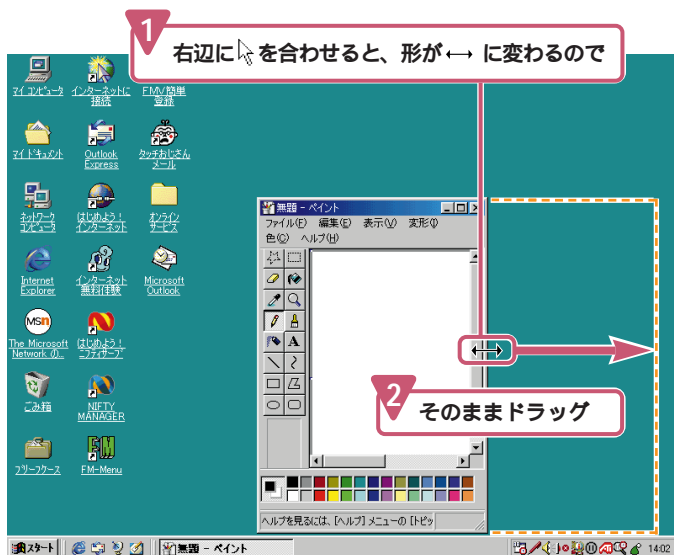 1
右辺に を合わせると、形が↔に変わるので
マイ コンピュータ
インターネットに
接続
FMV簡単
登録
マイ ドキュメント
Outlook
Express
タッチおじさん
メール
ネットワーク
コンピュータ
はじめよう!
インターネット
オンライン
サービス
Internet
Explorer
インターネット
無料体験
Microsoft
Outlook
The Microsoft
Network の...
はじめよう!
ニフティサーブ
ごみ箱
NIFTY
MANAGER
ブリーフケース
FM-Menu
無題 - ペイント
ファイル(F) 編集(E) 表示(V) 変形(I)
色(C) ヘルプ(H)
A
2
そのままドラッグ
ヘルプを見るには、[ヘルプ] メニューの [トピッ
スタート
無題 - ペイント
14:02
msn
FM